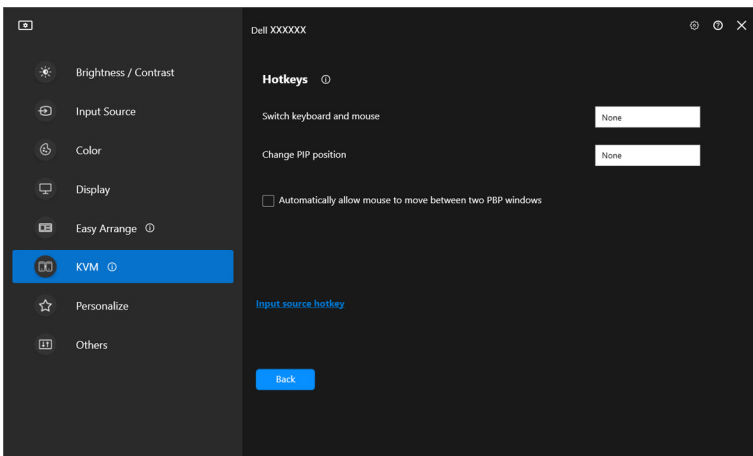 Dell XXXXXX
Brightness / Contrast
Input Source
Color
Display
Easy Arrange
KVM
Personalize
Others
Hotkeys
Switch keyboard and mouse
None
Change PIP position
None
Automatically allow mouse to move between two PBP windows
Input source hotkey
Back